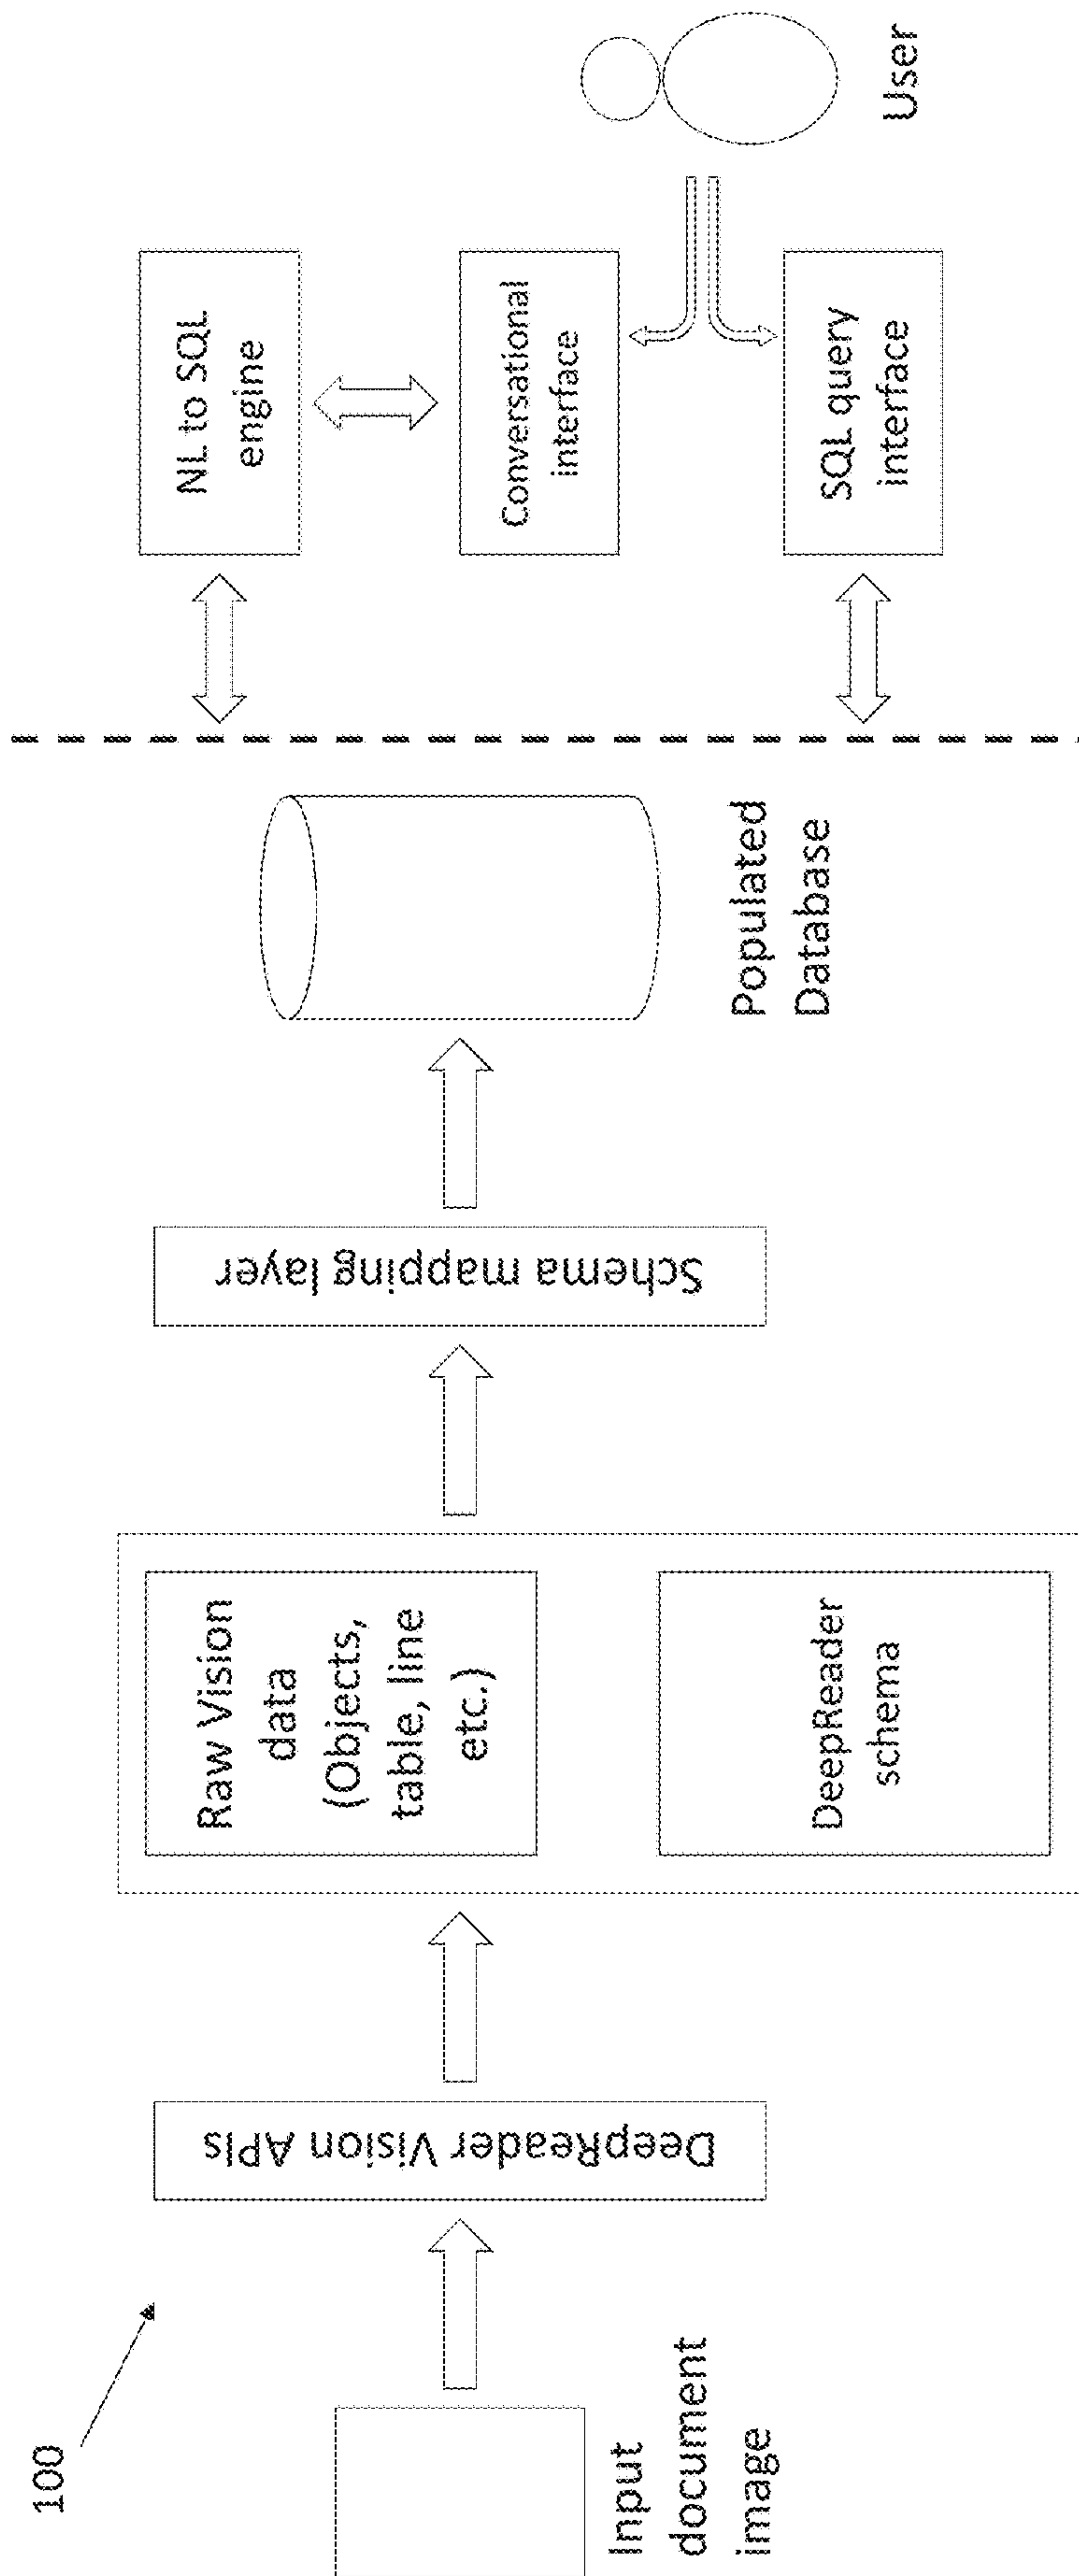 100
Input
document
image
DeepReader Vision APIs
Raw Vision
data
(Objects,
table, line
etc.)
DeepReader
schema
Schema mapping layer
Populated
Database
NL to SQL
engine
Conversational
interface
SQL query
interface
User